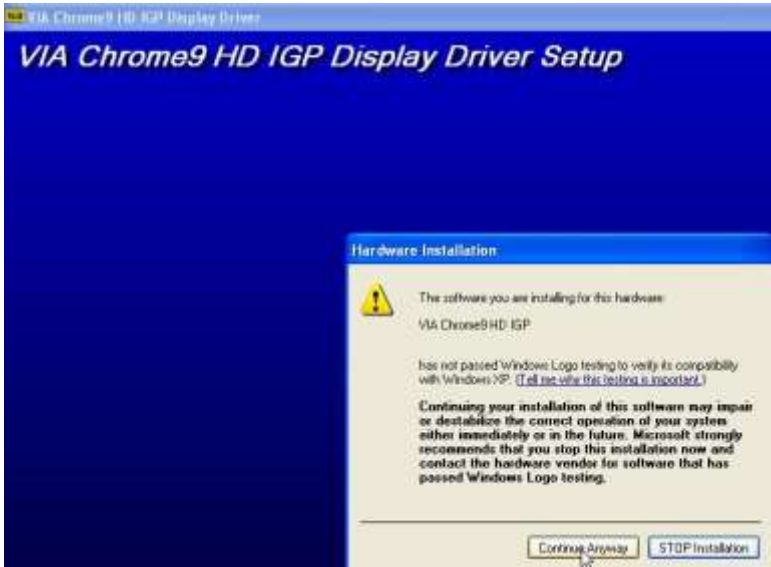 VIA Chrome9 HD IGP Display Driver
VIA Chrome9 HD IGP Display Driver Setup
Hardware Installation
The software you are installing for this hardware:
VIA Chrome9 HD IGP
has not passed Windows Logo testing to verify its compatibility
with Windows XP. (Tell me why this testing is important.)
Continuing your installation of this software may impair
or destabilize the correct operation of your system
either immediately or in the future. Microsoft strongly
recommends that you stop this installation now and
contact the hardware vendor for software that has
passed Windows Logo testing.
Continue Anyway STOP Installation